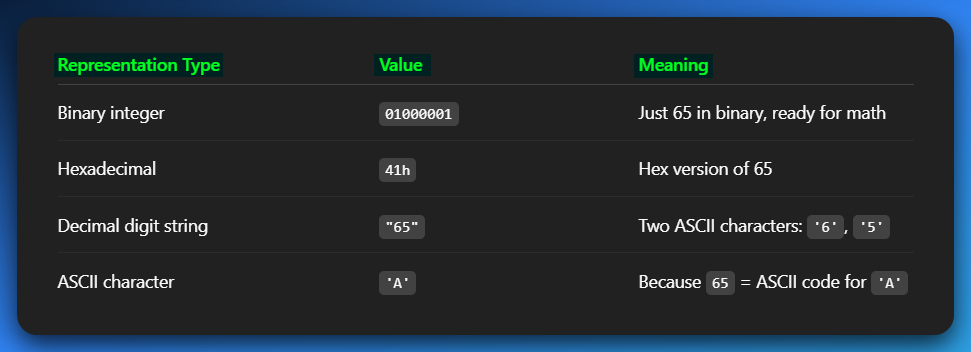 Representation Type Value Meaning
Binary integer 01000001 Just 65 in binary, ready for math
Hexadecimal 41h Hex version of 65
Decimal digit string "65" Two ASCII characters: '6', '5'
ASCII character 'A' Because 65 = ASCII code for 'A'